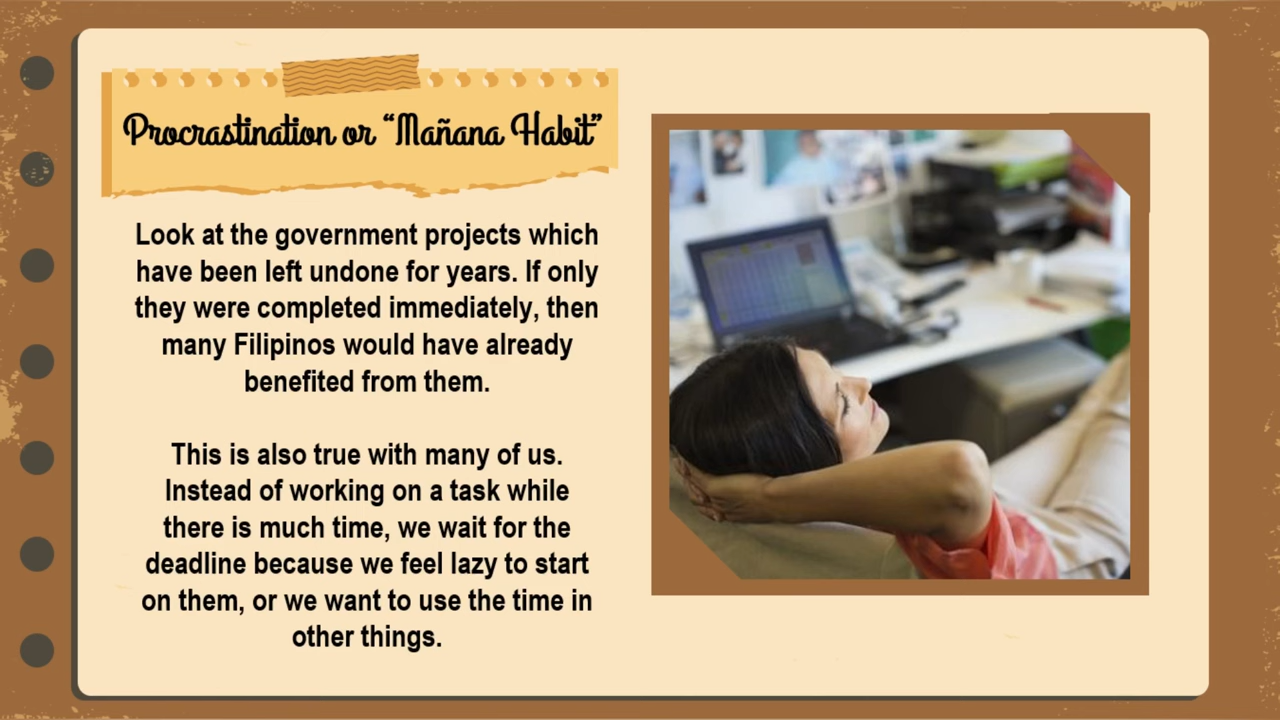 Procrastination or “Mañana Habit”
Look at the government projects which
have been left undone for years. If only
they were completed immediately, then
many Filipinos would have already
benefited from them.
This is also true with many of us.
Instead of working on a task while
there is much time, we wait for the
deadline because we feel lazy to start
on them, or we want to use the time in
other things.